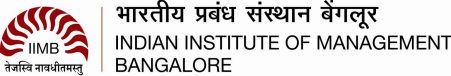 IIMB
तेजस्वि नावधीतमस्तु
भारतीय प्रबंध संस्थान बेंगलूर
INDIAN INSTITUTE OF MANAGEMENT
BANGALORE